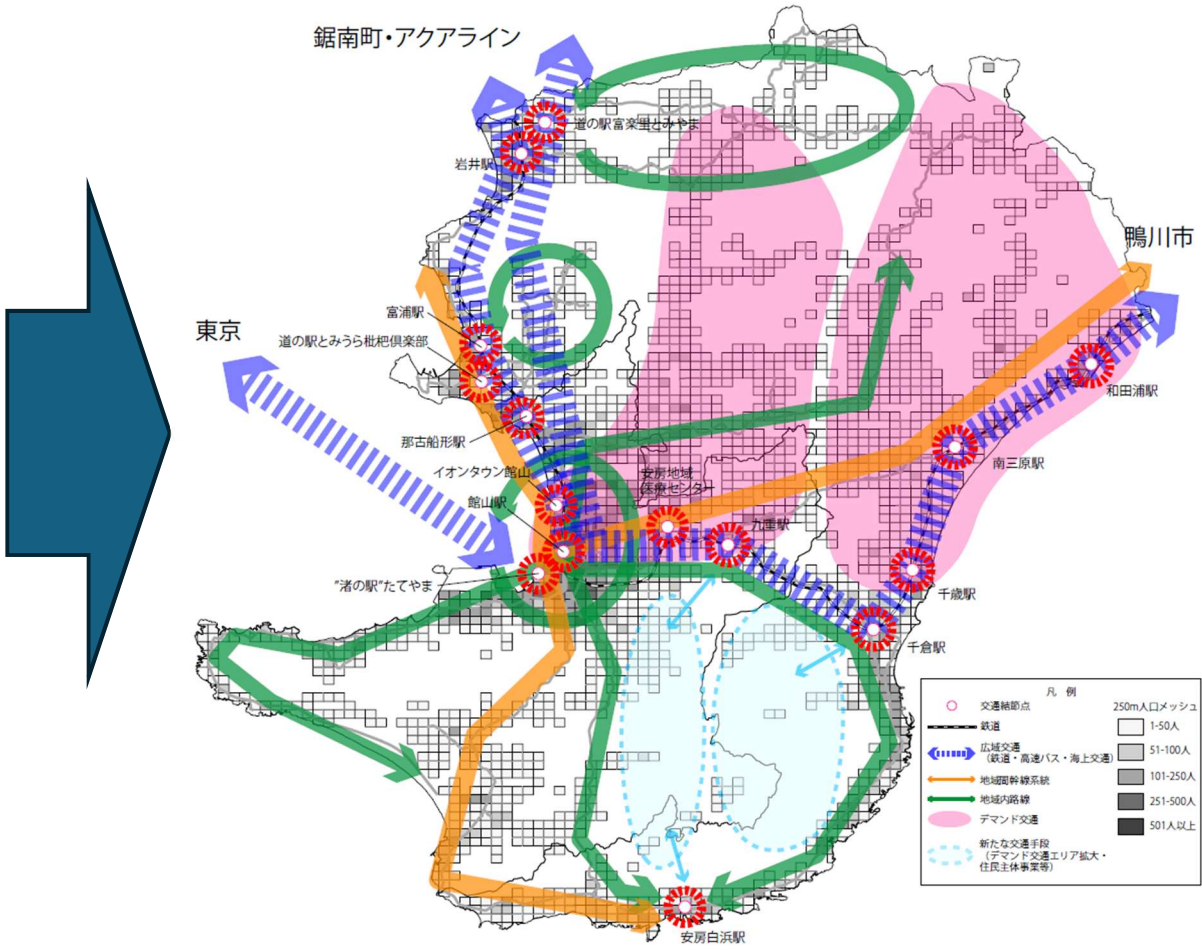 鋸南町・アクアライン
道の駅富楽里とみやま
岩井駅
鴨川市
富浦駅
東京
道の駅とみうら枇杷倶楽部
和田浦駅
那古船形駅
南三原駅
イオンタウン館山
安房地域
医療センター
館山駅
九重駅
"渚の駅"たてやま
千歳駅
千倉駅
安房白浜駅
凡 例
交通結節点
鉄道
広域交通
(鉄道・高速バス・海上交通)
地域間幹線系統
地域内路線
デマンド交通
新たな交通手段
(デマンド交通エリア拡大・
住民主体事業等)
250m人口メッシュ
1-50人
51-100人
101-250人
251-500人
501人以上